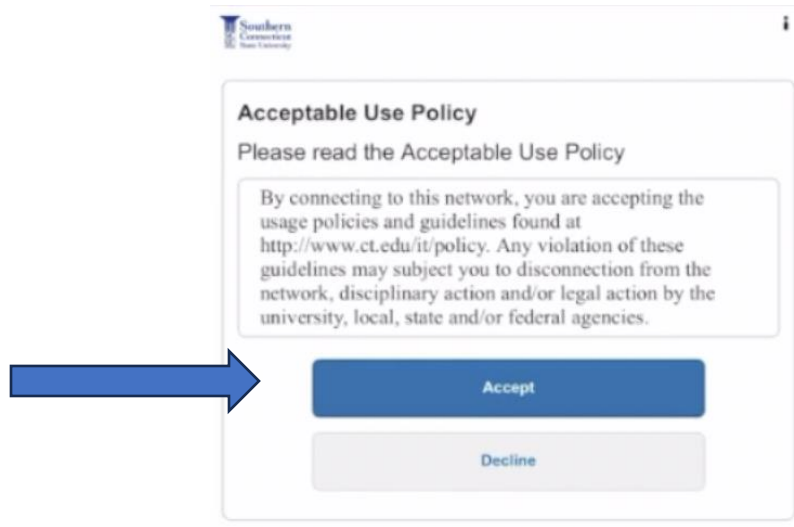 Southern
Connecticut
State University
i
Acceptable Use Policy
Please read the Acceptable Use Policy
By connecting to this network, you are accepting the
usage policies and guidelines found at
http://www.ct.edu/it/policy. Any violation of these
guidelines may subject you to disconnection from the
network, disciplinary action and/or legal action by the
university, local, state and/or federal agencies.
Accept
Decline